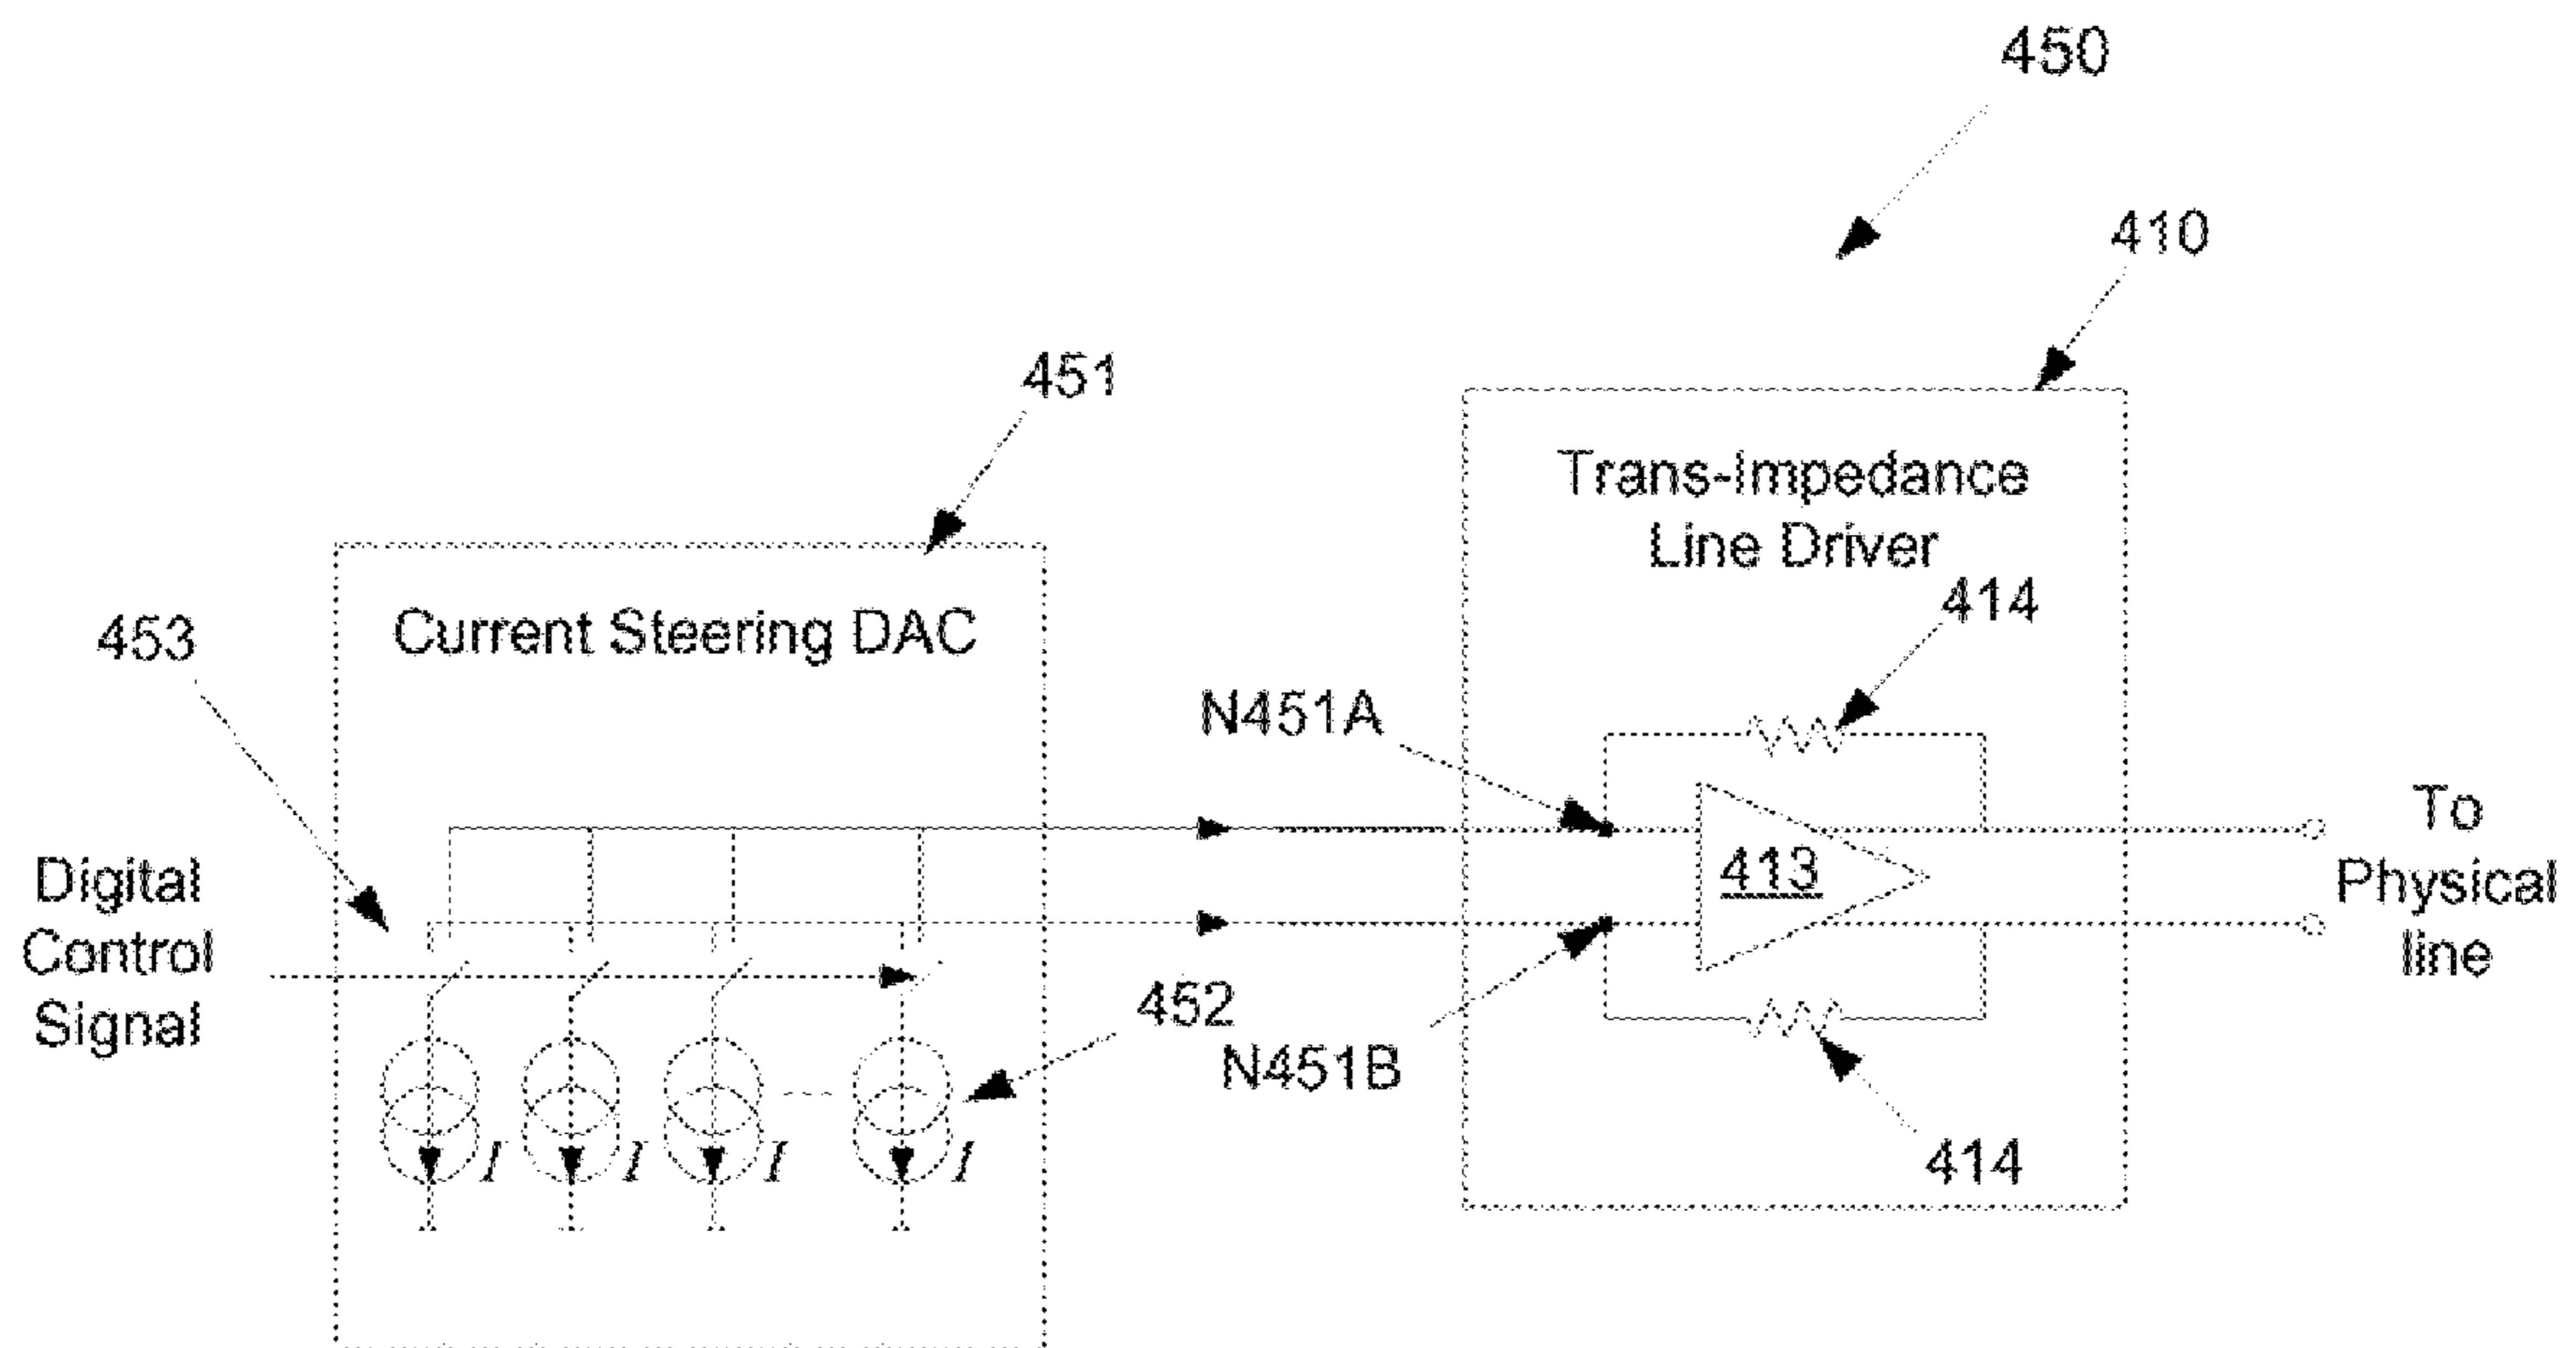 450
410
451
Trans-Impedance
Line Driver
414
453
Current Steering DAC
N451A
To
Physical
line
413
Digital
Control
Signal
452
N451B
I
I
I
I
414